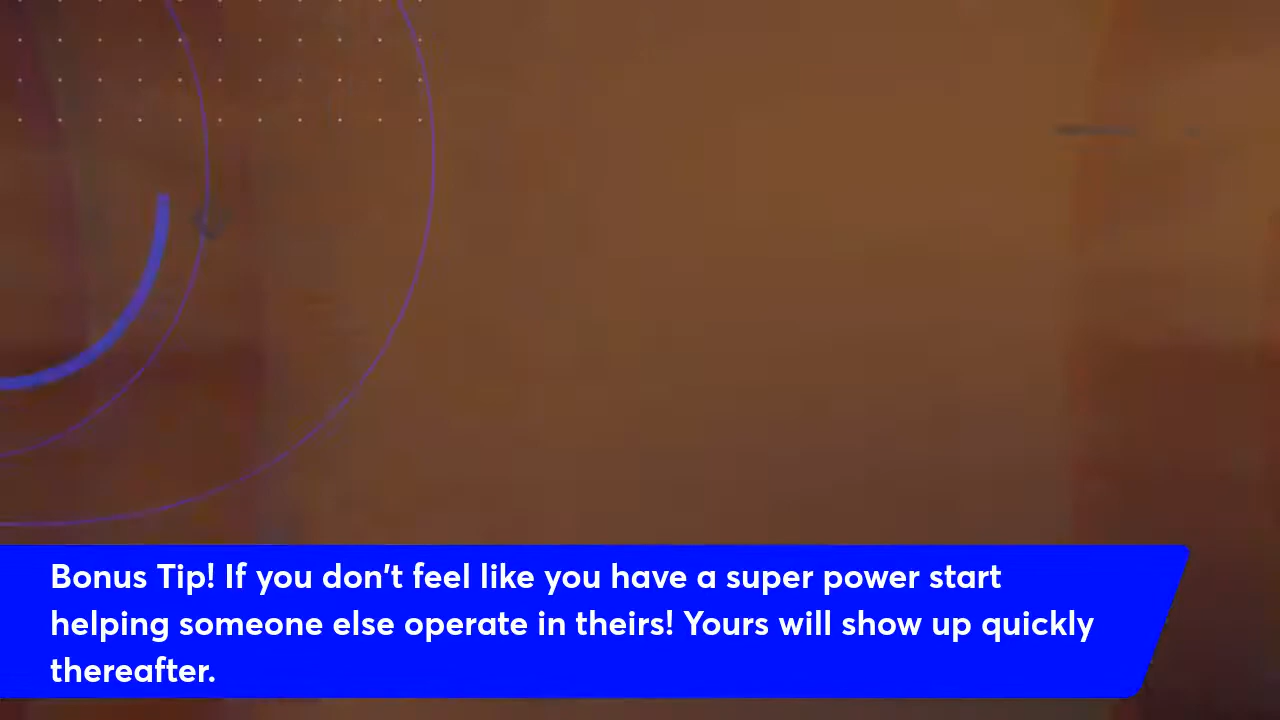 Bonus Tip! If you don't feel like you have a super power start
helping someone else operate in theirs! Yours will show up quickly
thereafter.